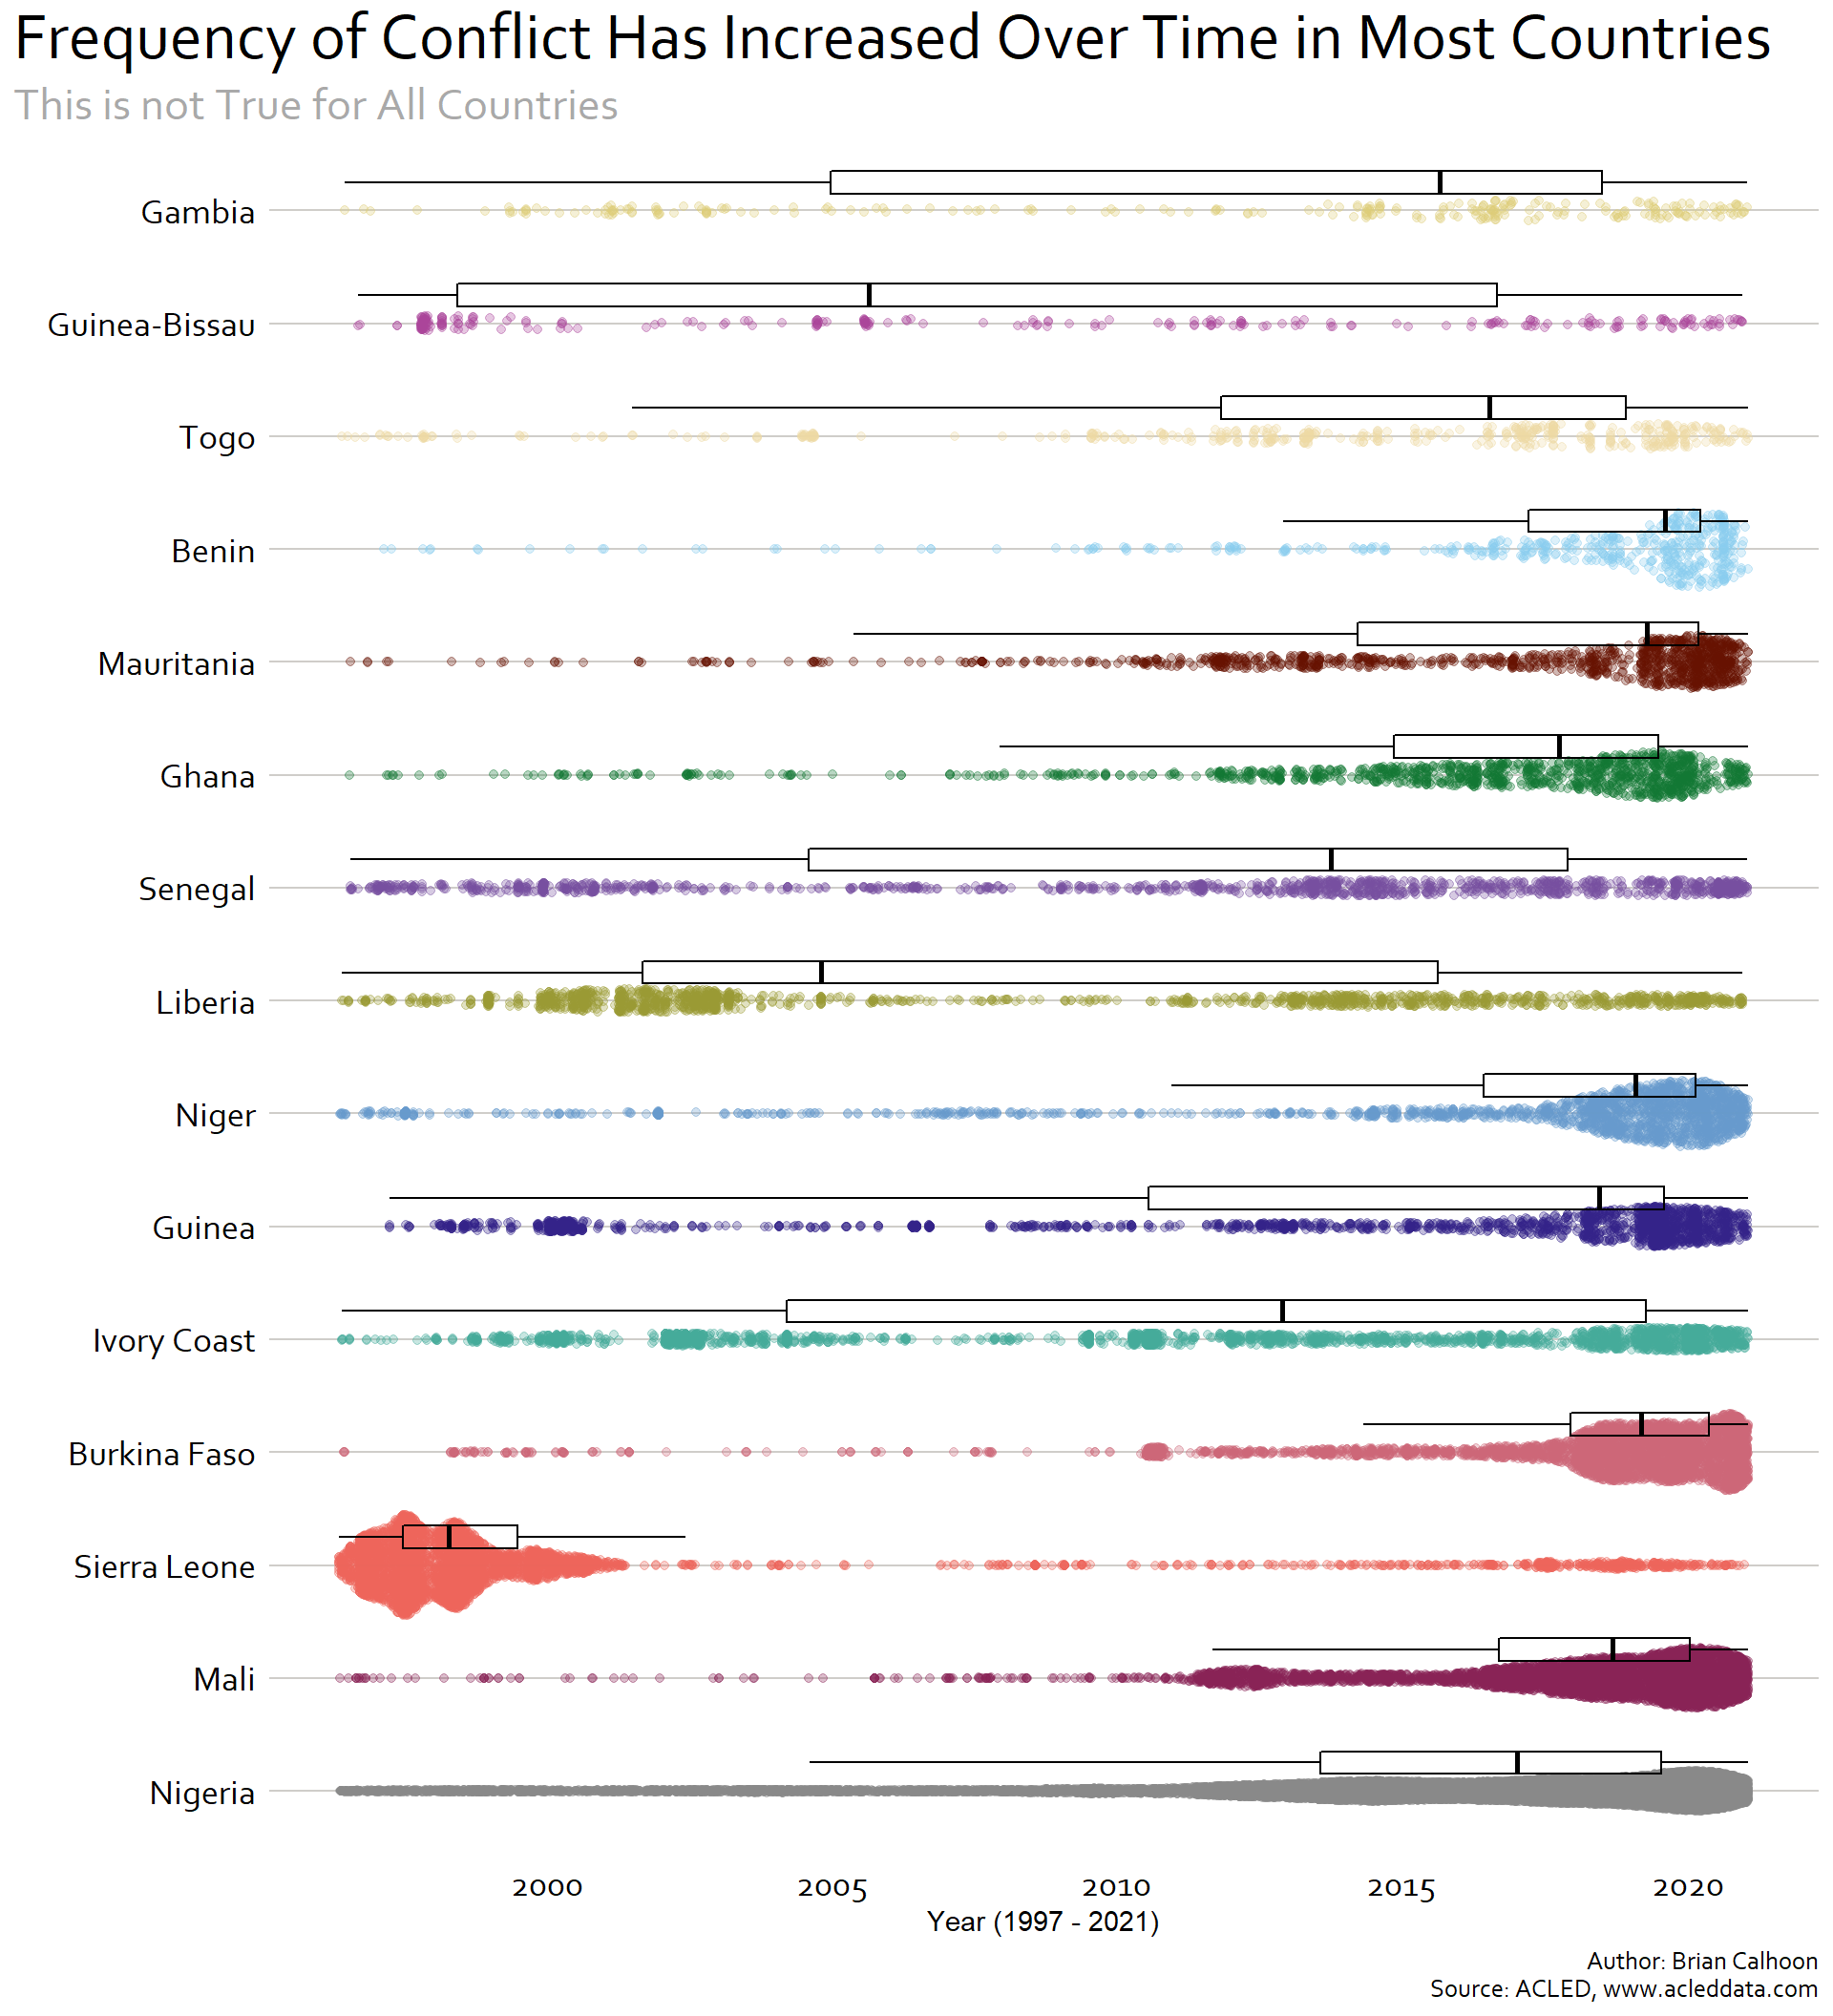 Frequency of Conflict Has Increased Over Time in Most Countries
This is not True for All Countries
Gambia
Guinea-Bissau
Togo
Benin
Mauritania
Ghana
Senegal
Liberia
Niger
Guinea
Ivory Coast
Burkina Faso
Sierra Leone
Mali
Nigeria
2000 2005 2010 2015 2020
Year (1997 - 2021)
Author: Brian Calhoon
Source: ACLED, www.acleddata.com